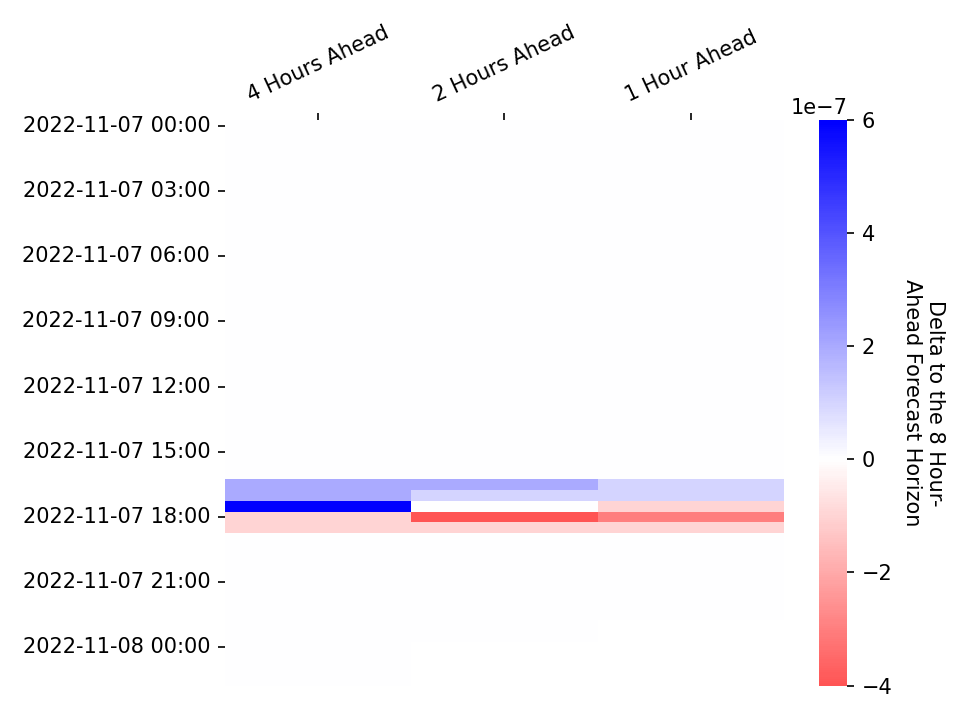 4 Hours Ahead
2 Hours Ahead
1 Hour Ahead
1e−7
2022-11-07 00:00
2022-11-07 03:00
2022-11-07 06:00
2022-11-07 09:00
2022-11-07 12:00
2022-11-07 15:00
2022-11-07 18:00
2022-11-07 21:00
2022-11-08 00:00
6
4
2
0
−2
−4
Delta to the 8 Hour-
Ahead Forecast Horizon